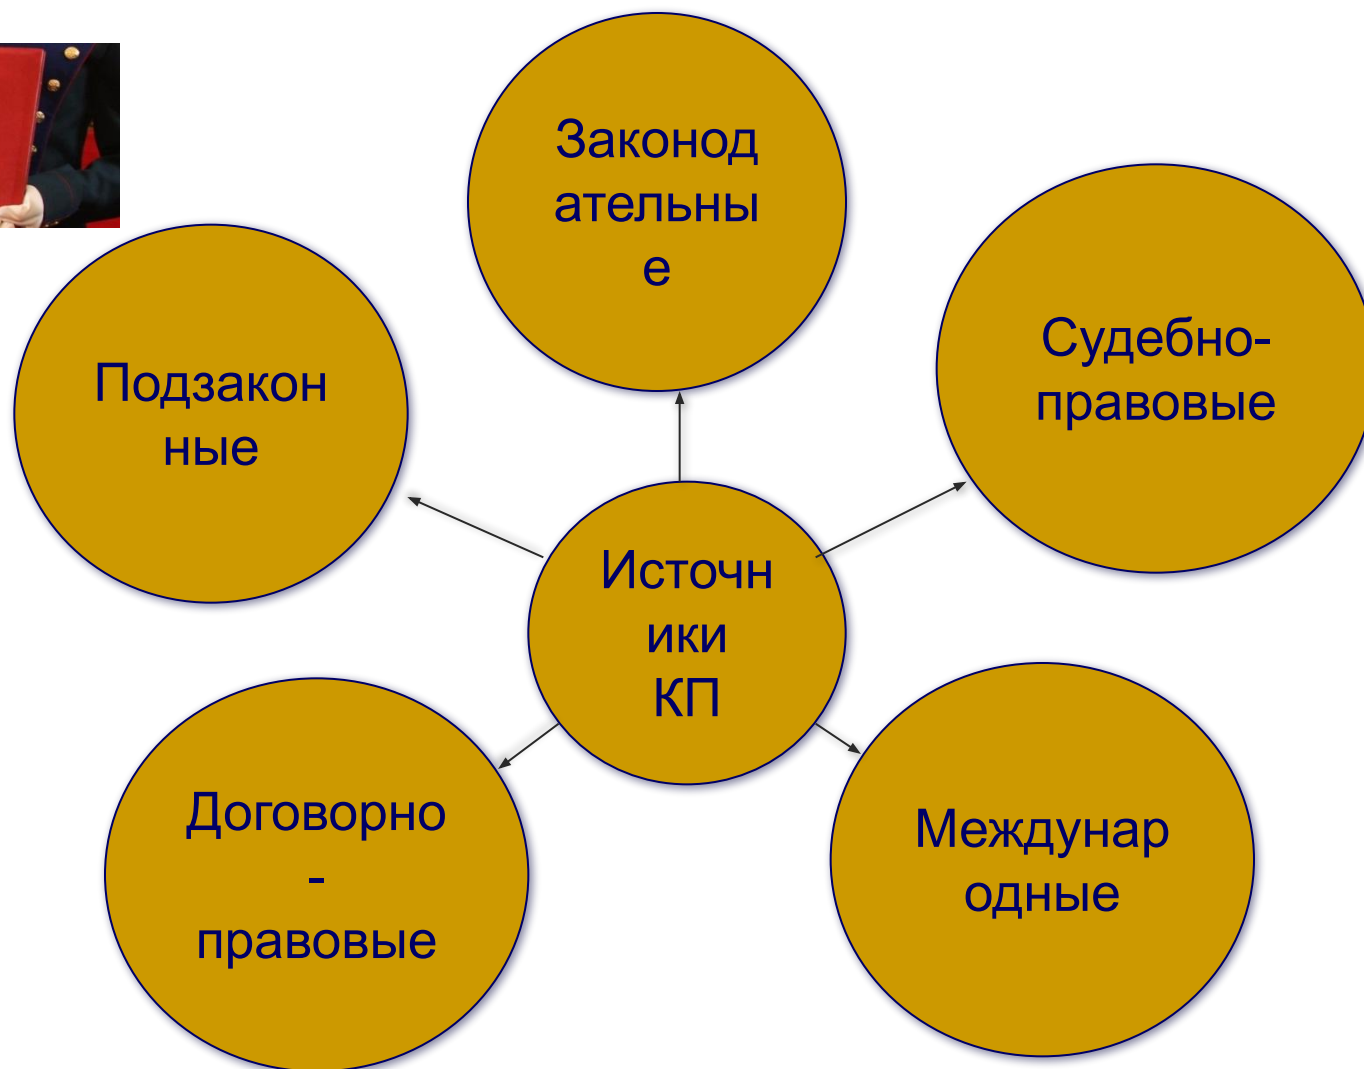 Законод
ательны
е
Судебно-
правовые
Подзакон
ные
Источн
ики
КП
Договорно
-
правовые
Междунар
одные